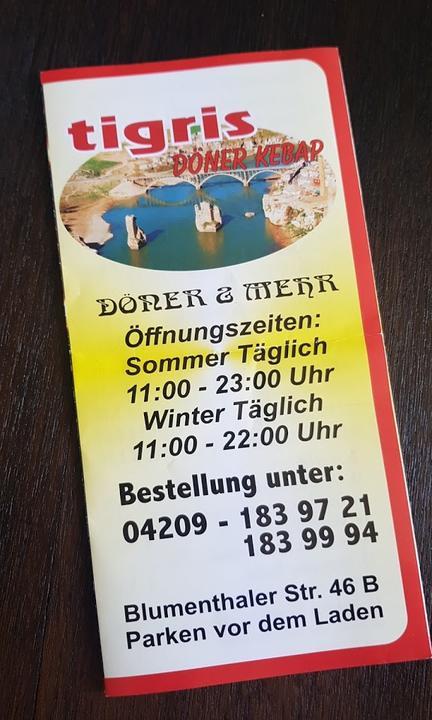 tigris
DÖNER KEBAP
DÖNER & MEHR
Öffnungszeiten:
Sommer Täglich
11:00 - 23:00 Uhr
Winter Täglich
11:00 - 22:00 Uhr
Bestellung unter:
04209 - 183 97 21
183 99 94
Blumenthaler Str. 46 B
Parken vor dem Laden